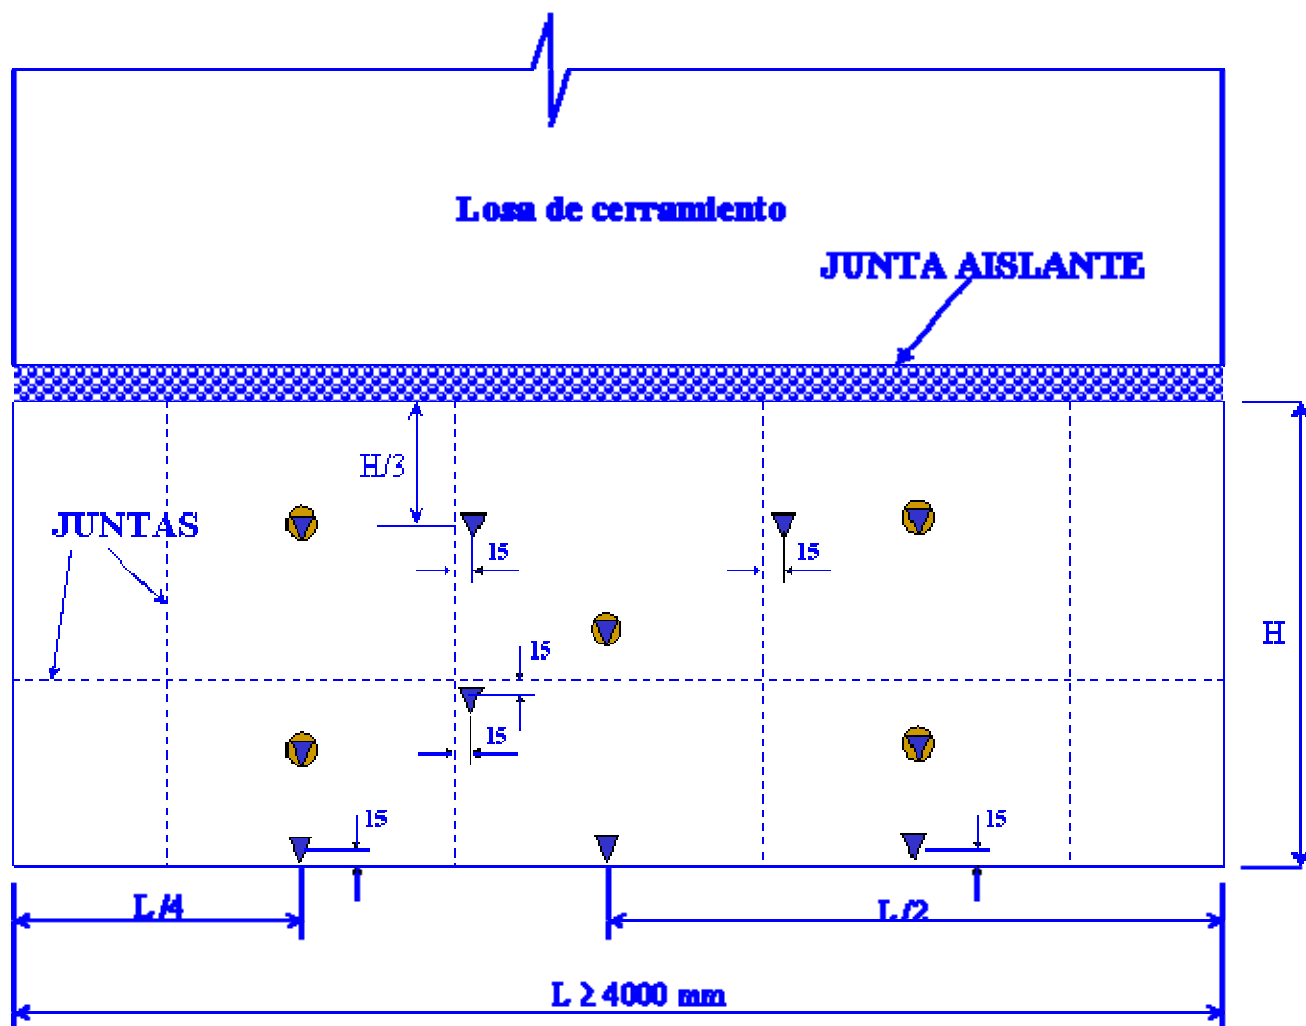 Losa de cerramiento
JUNTA AISLANTE
H/3
JUNTAS
15
15
H
15
15
15
15
L/4
L/2
L ≥ 4000 mm